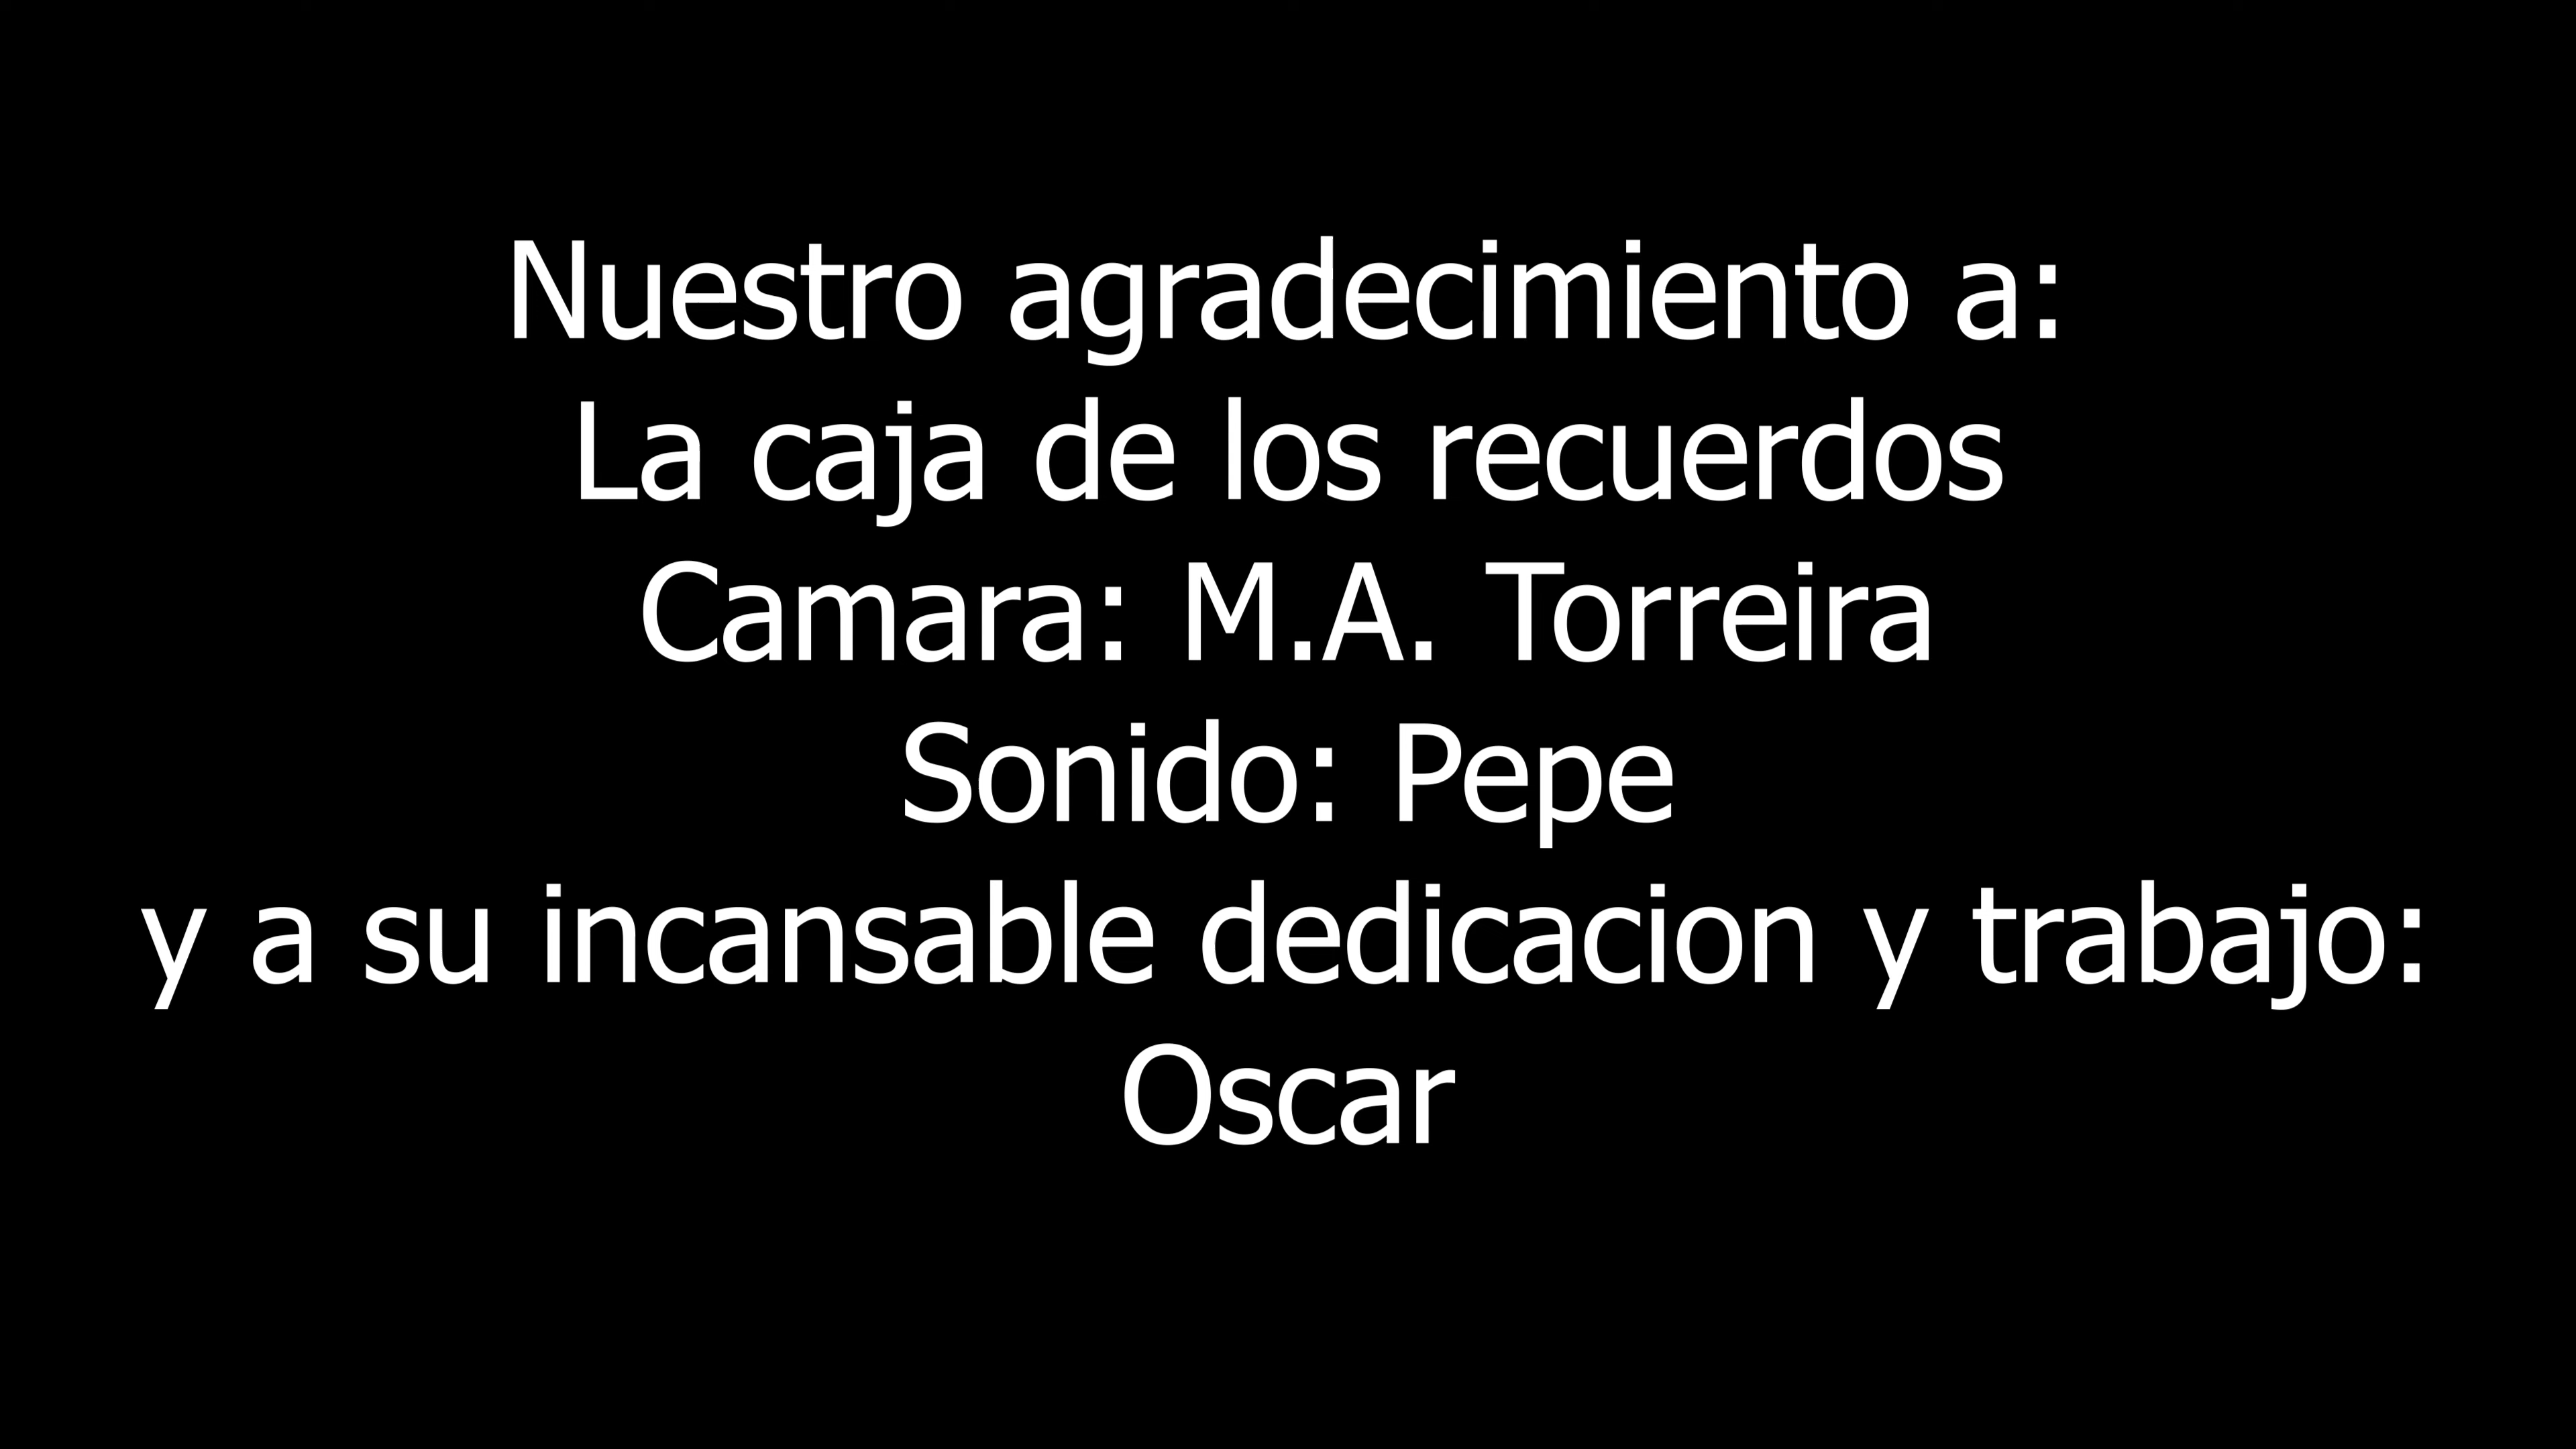 Nuestro agradecimiento a:
La caja de los recuerdos
Camara: M.A. Torreira
Sonido: Pepe
y a su incansable dedicacion y trabajo:
Oscar